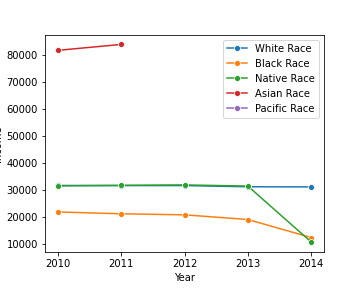 White Race
Black Race
Native Race
Asian Race
Pacific Race
80000
70000
60000
50000
40000
30000
20000
10000
2010 2011 2012 2013 2014
Year